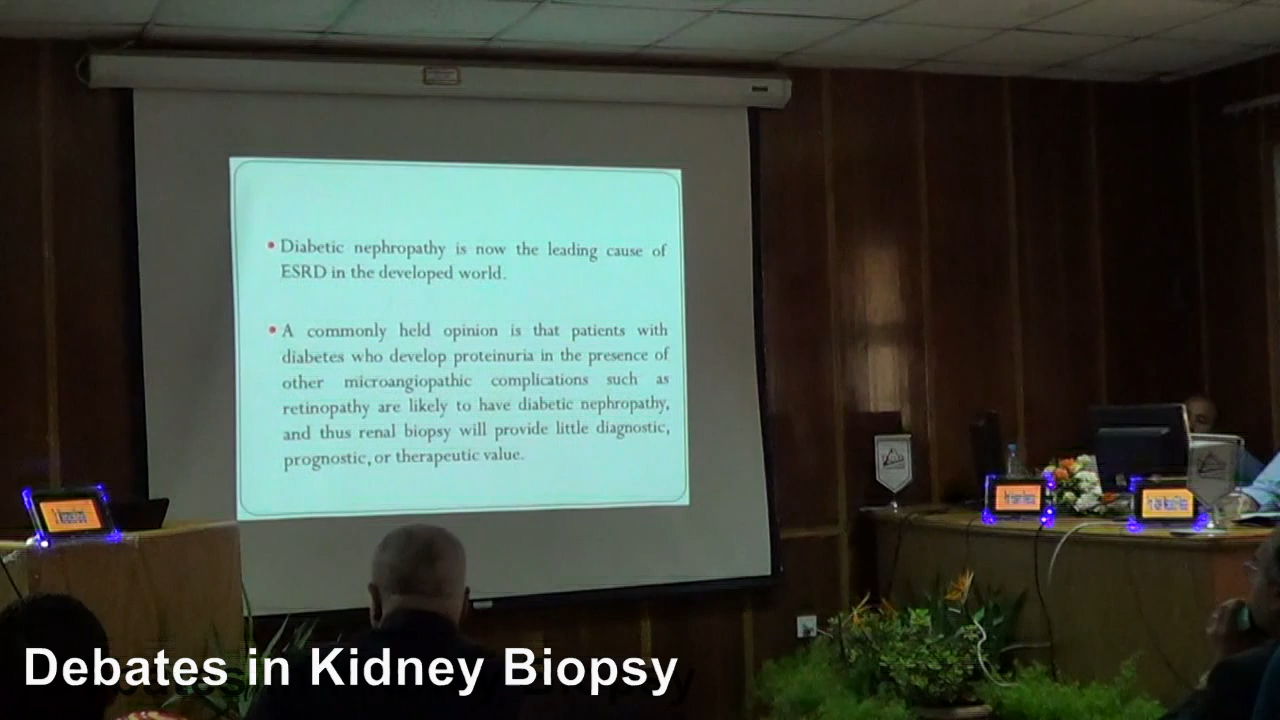 • Diabetic nephropathy is now the leading cause of
ESRD in the developed world.
• A commonly held opinion is that patients with
diabetes who develop proteinuria in the presence of
other microangiopathic complications such as
retinopathy are likely to have diabetic nephropathy,
and thus renal biopsy will provide little diagnostic,
prognostic, or therapeutic value.
Debates in Kidney Biopsy